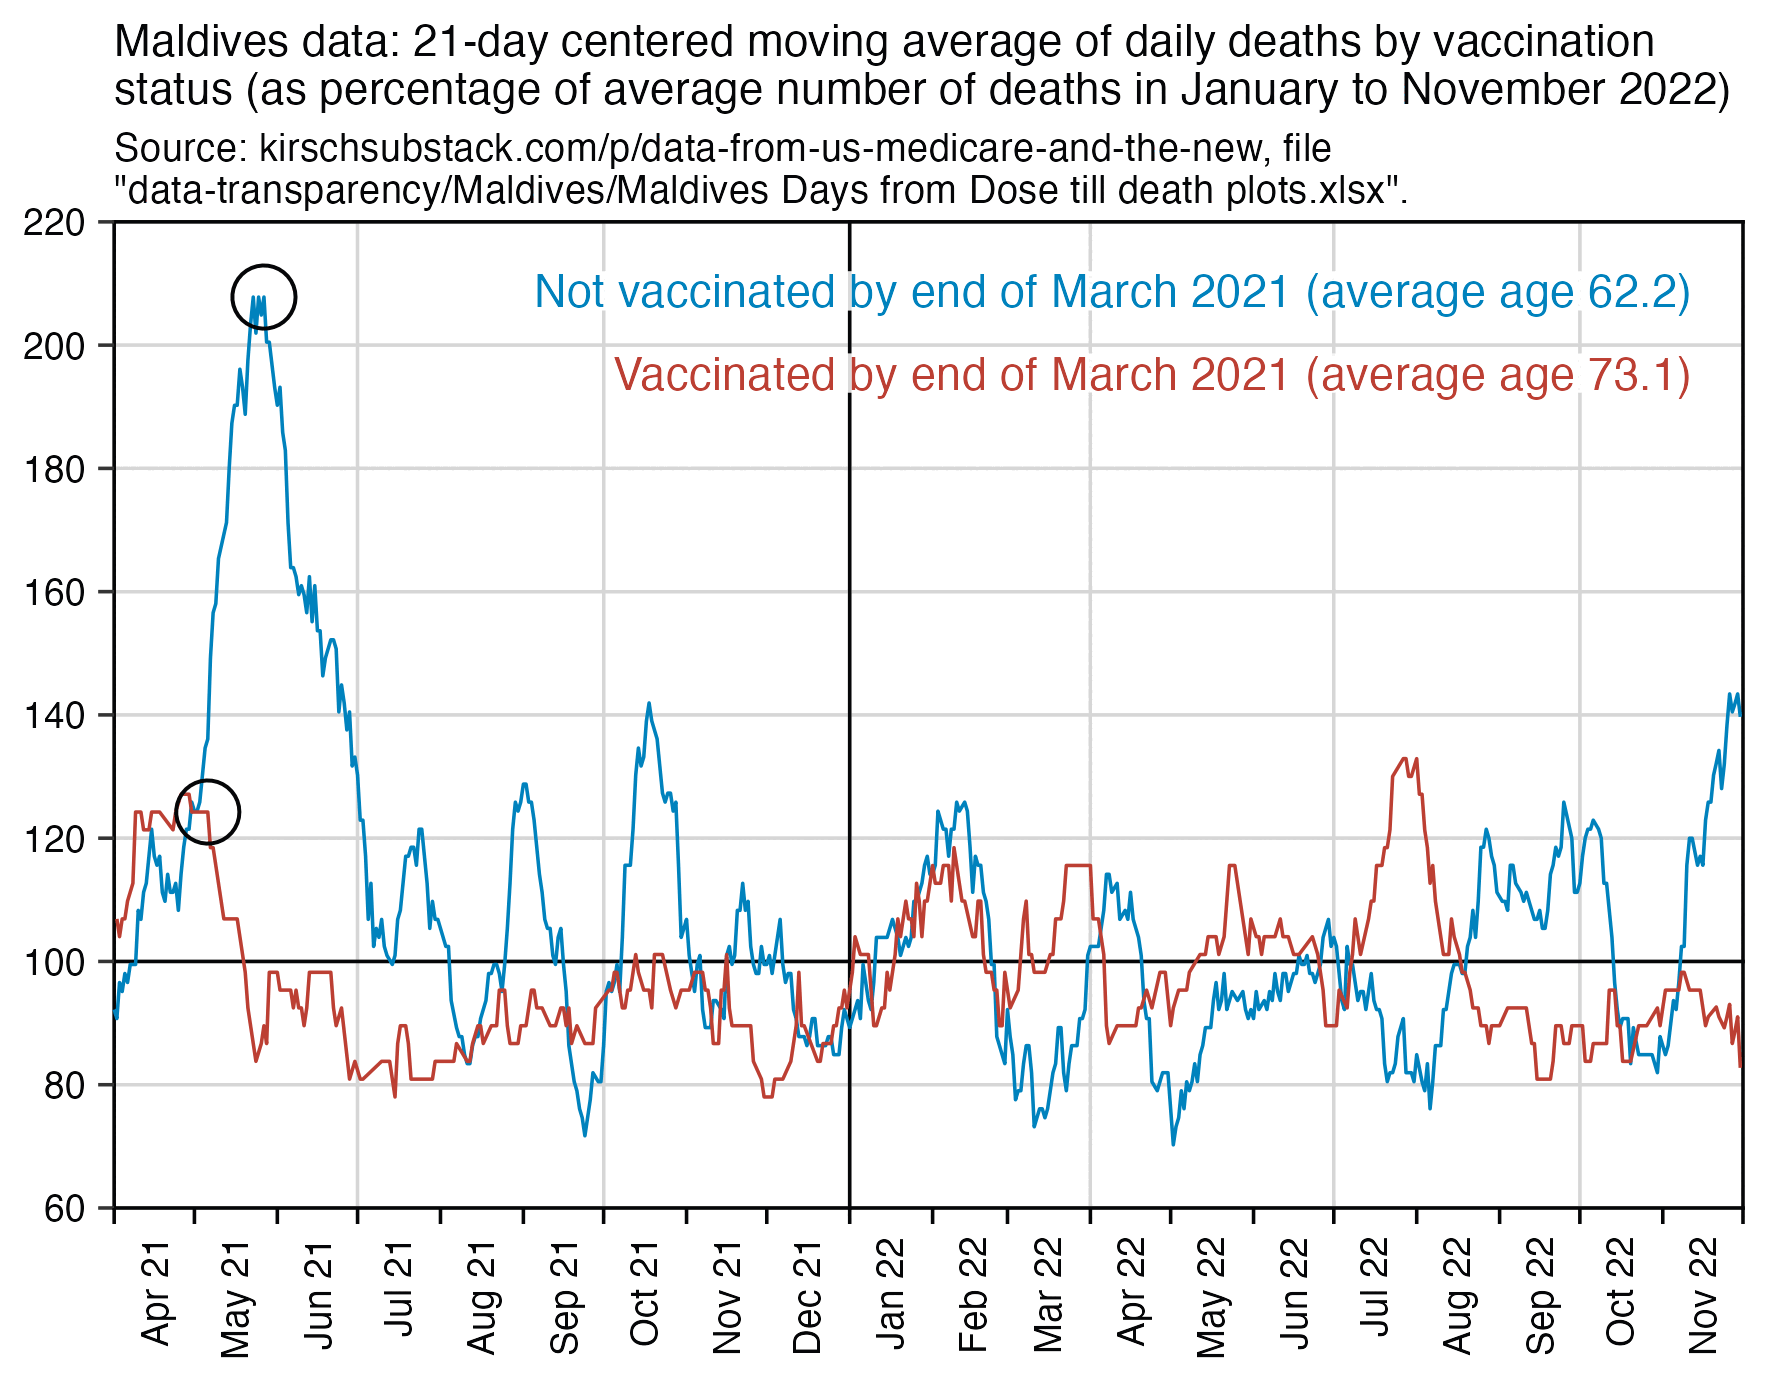 Maldives data: 21-day centered moving average of daily deaths by vaccination
status (as percentage of average number of deaths in January to November 2022)
Source: kirschsubstack.com/p/data-from-us-medicare-and-the-new, file
"data-transparency/Maldives/Maldives Days from Dose till death plots.xlsx".
220
Not vaccinated by end of March 2021 (average age 62.2)
200
Vaccinated by end of March 2021 (average age 73.1)
180
160
140
120
100
80
60
Apr 21
May 21
Jun 21
Jul 21
Aug 21
Sep 21
Oct 21
Nov 21
Dec 21
Jan 22
Feb 22
Mar 22
Apr 22
May 22
Jun 22
Jul 22
Aug 22
Sep 22
Oct 22
Nov 22